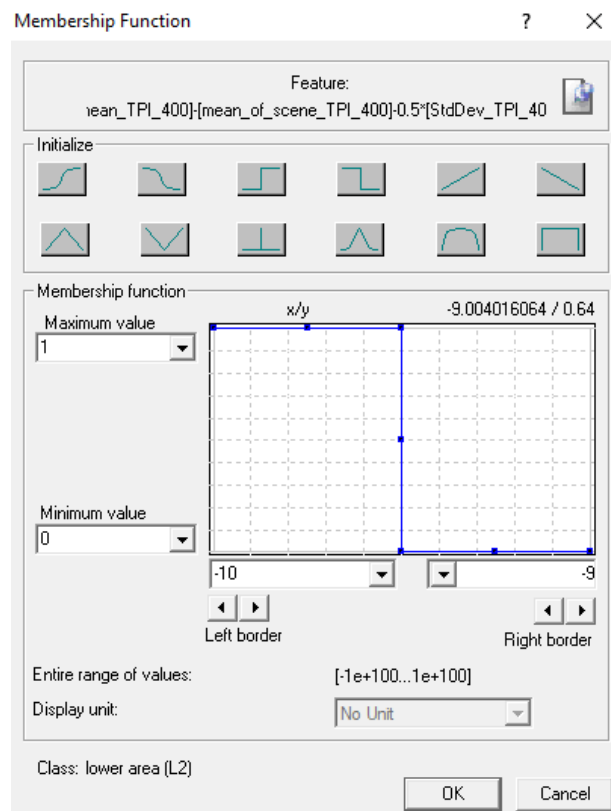 Membership Function ?
Feature:
nean_TPI_400]-[mean_of_scene_TPI_400]-0.5*[StdDev_TPI_40
Initialize
Membership function
Maximum value
x/y
-9.004016064 / 0.64
1
Minimum value
0
-10
-9
Left border
Right border
Entire range of values:
[-1e+100...1e+100]
Display unit:
No Unit
Class: lower area (L2)
OK
Cancel